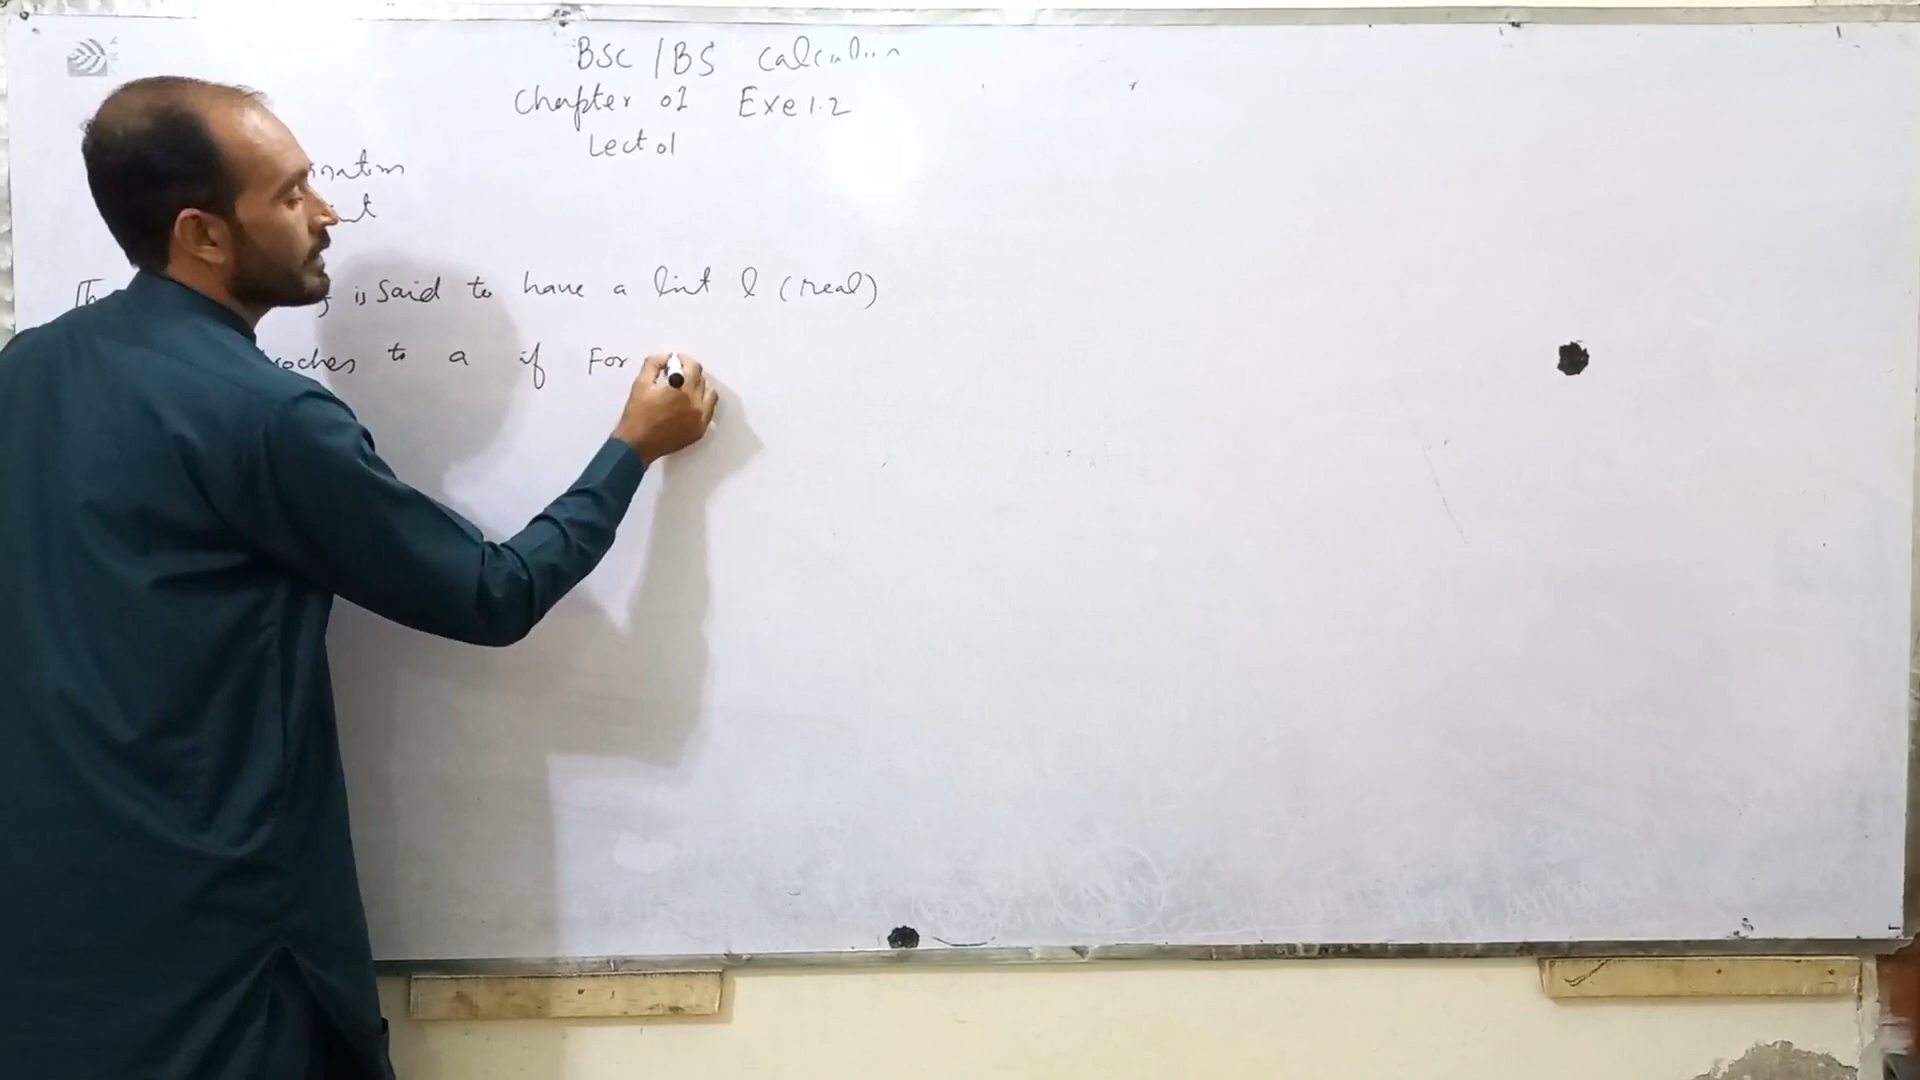 BSC / BS Calculus
Chapter 01 Exe 1.2
Lect 01
is said to have a limit l (real)
to a if For